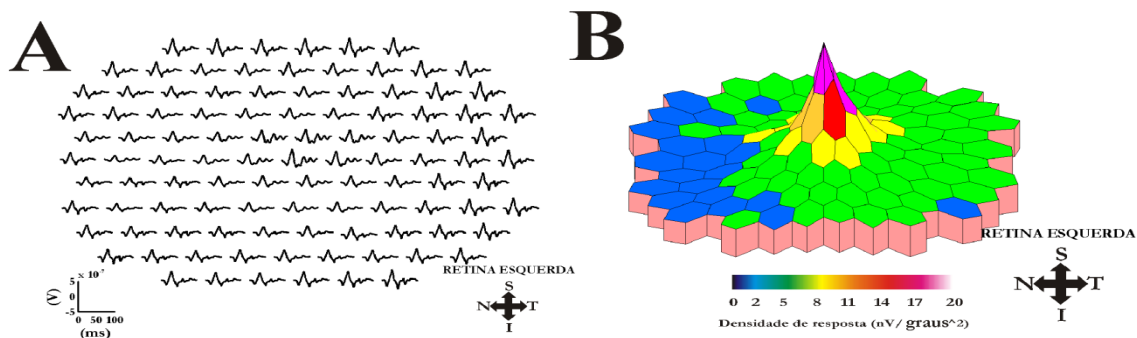 A
5 x 10⁻⁷
(V)
-5
0 50 100
(ms)
RETINA ESQUERDA
S
N T
I
B
0 2 5 8 11 14 17 20
Densidade de resposta (nV/ graus^2)
RETINA ESQUERDA
S
N T
I